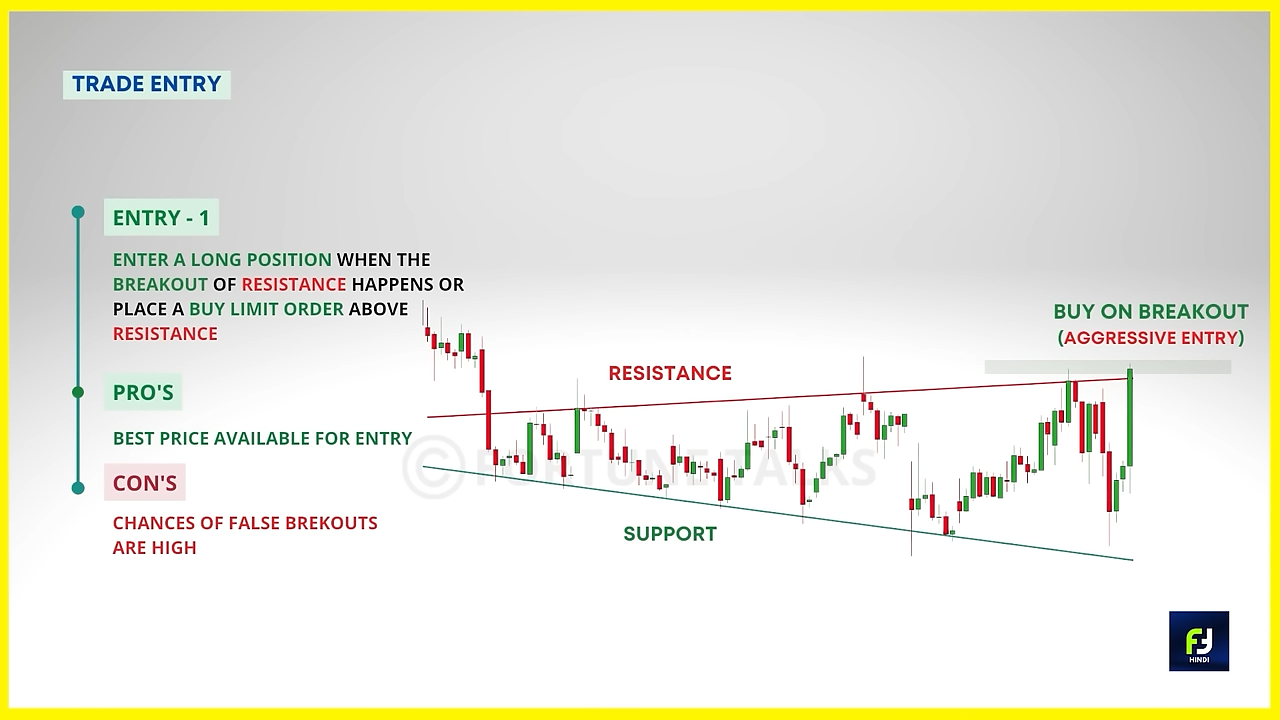 TRADE ENTRY
ENTRY - 1
ENTER A LONG POSITION WHEN THE
BREAKOUT OF RESISTANCE HAPPENS OR
PLACE A BUY LIMIT ORDER ABOVE
RESISTANCE
PRO'S
BEST PRICE AVAILABLE FOR ENTRY
CON'S
CHANCES OF FALSE BREKOUTS
ARE HIGH
BUY ON BREAKOUT
(AGGRESSIVE ENTRY)
RESISTANCE
© FORTUNE TALKS
SUPPORT
HINDI